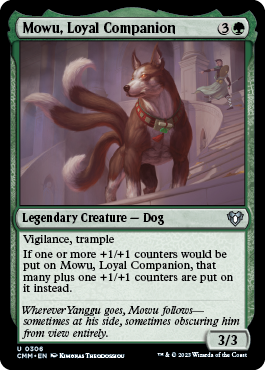 Mowu, Loyal Companion 3
Legendary Creature — Dog
Vigilance, trample
If one or more +1/+1 counters would be
put on Mowu, Loyal Companion, that
many plus one +1/+1 counters are put on
it instead.
Wherever Yanggu goes, Mowu follows—
sometimes at his side, sometimes obscuring him
from view entirely.
3/3
U 0306
CMM • EN Kimonas Theodossiou
™ & © 2023 Wizards of the Coast